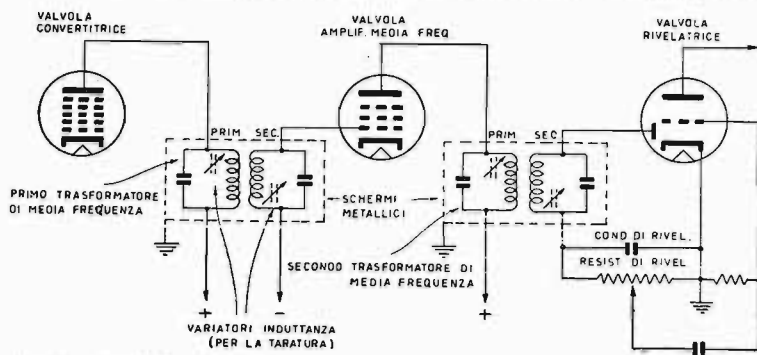 VALVOLA
CONVERTITRICE
VALVOLA
AMPLIF. MEDIA FREQ
VALVOLA
RIVELATRICE
PRIM
SEC.
PRIM
SEC.
PRIMO TRASFORMATORE
DI MEDIA FREQUENZA
SCHERMI
METALLICI
SECONDO TRASFORMATORE DI
MEDIA FREQUENZA
COND DI RIVEL.
RESIST DI RIVEL
+
-
+
VARIATORI INDUTTANZA
(PER LA TARATURA)